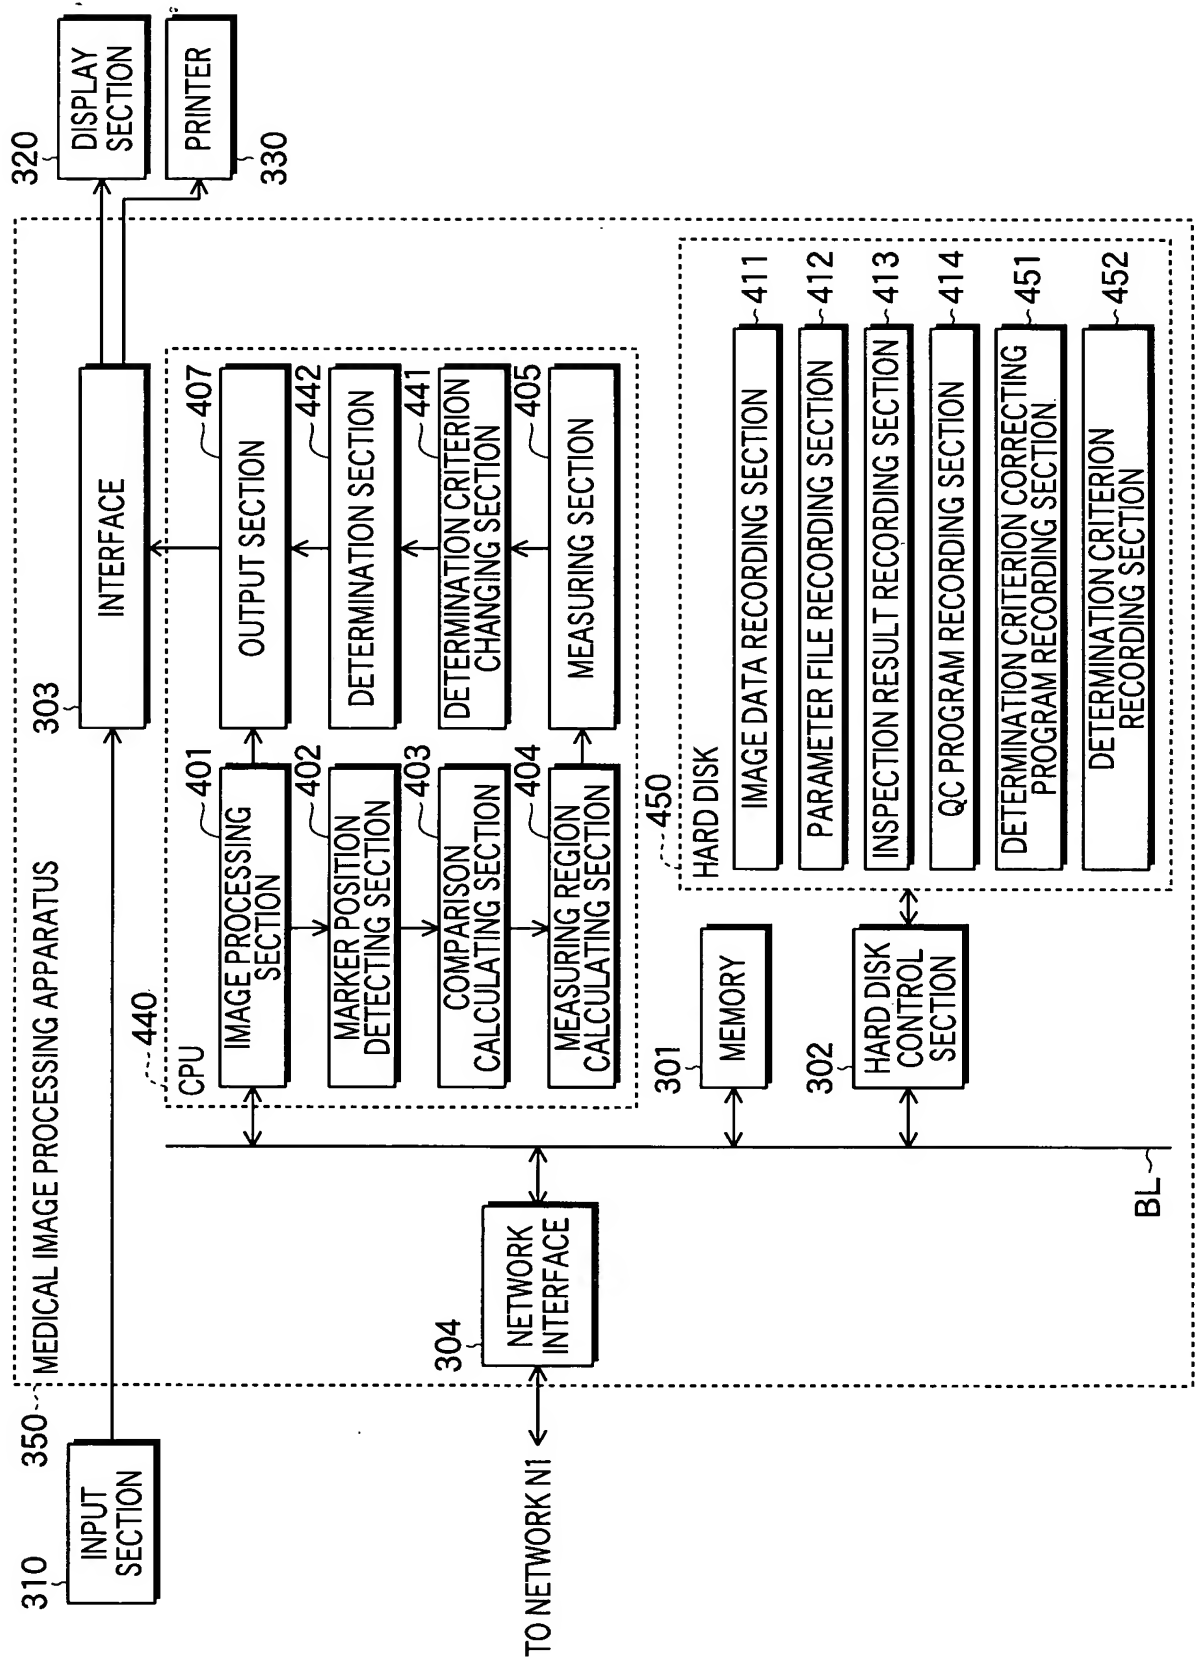 350
MEDICAL IMAGE PROCESSING APPARATUS
310
INPUT
SECTION
303
INTERFACE
320
DISPLAY
SECTION
PRINTER
330
440
CPU
401
IMAGE PROCESSING
SECTION
402
MARKER POSITION
DETECTING SECTION
403
COMPARISON
CALCULATING SECTION
404
MEASURING REGION
CALCULATING SECTION
407
OUTPUT SECTION
442
DETERMINATION SECTION
441
DETERMINATION CRITERION
CHANGING SECTION
405
MEASURING SECTION
304
NETWORK
INTERFACE
TO NETWORK N1
301
MEMORY
302
HARD DISK
CONTROL
SECTION
BL
450
HARD DISK
IMAGE DATA RECORDING SECTION
411
PARAMETER FILE RECORDING SECTION
412
INSPECTION RESULT RECORDING SECTION
413
QC PROGRAM RECORDING SECTION
414
DETERMINATION CRITERION CORRECTING
PROGRAM RECORDING SECTION
451
DETERMINATION CRITERION
RECORDING SECTION
452